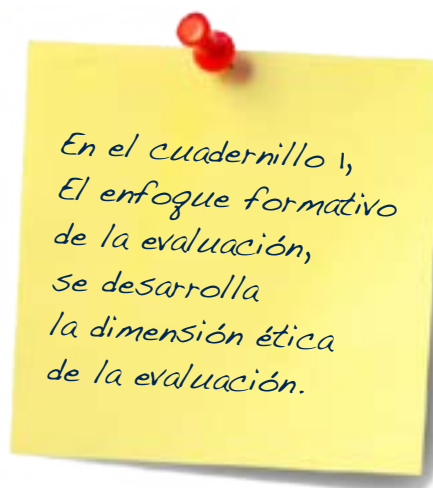 En el cuadernillo 1,
El enfoque formativo
de la evaluación,
se desarrolla
la dimensión ética
de la evaluación.